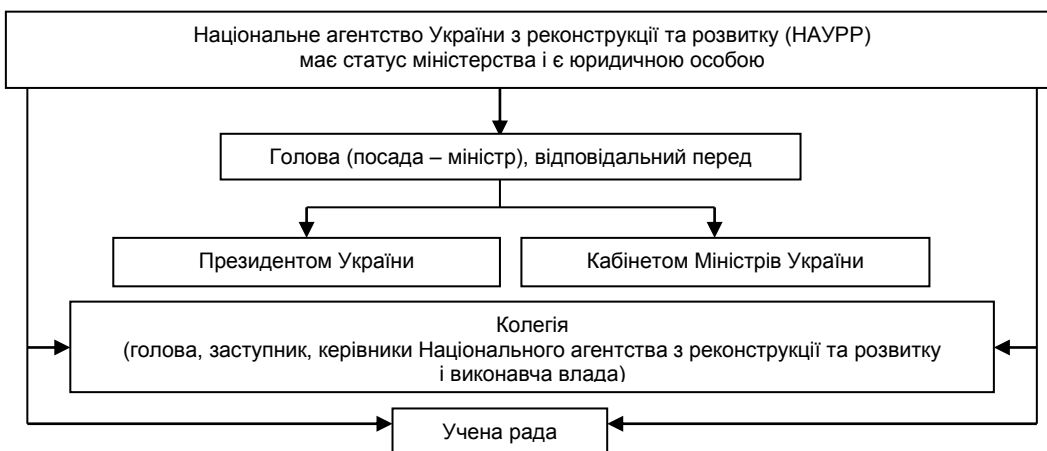 Національне агентство України з реконструкції та розвитку (НАУРР)
має статус міністерства і є юридичною особою
Голова (посада – міністр), відповідальний перед
Президентом України
Кабінетом Міністрів України
Колегія
(голова, заступник, керівники Національного агентства з реконструкції та розвитку
і виконавча влада)
Учена рада